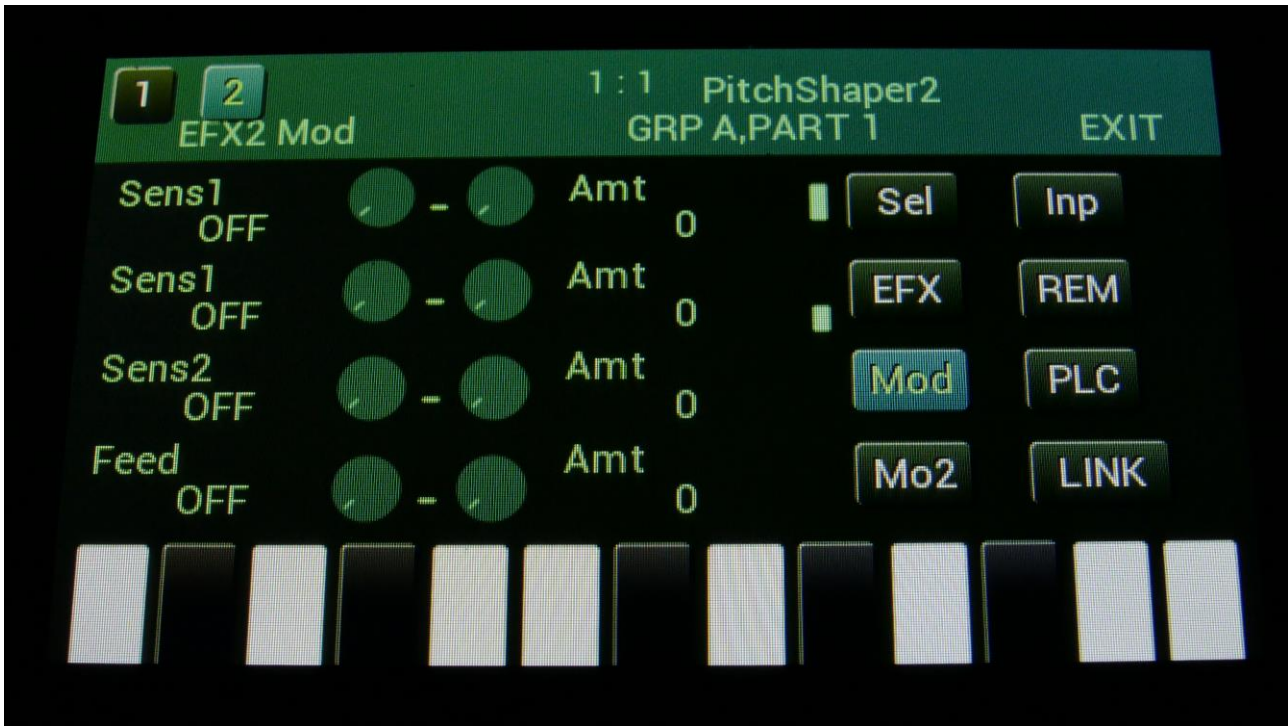 1 2 1 : 1 PitchShaper2
EFX2 Mod GRP A,PART 1 EXIT
Sens1 Amt Sel Inp
OFF 0
Sens1 Amt EFX REM
OFF 0
Sens2 Amt Mod PLC
OFF 0
Feed Amt Mo2 LINK
OFF 0